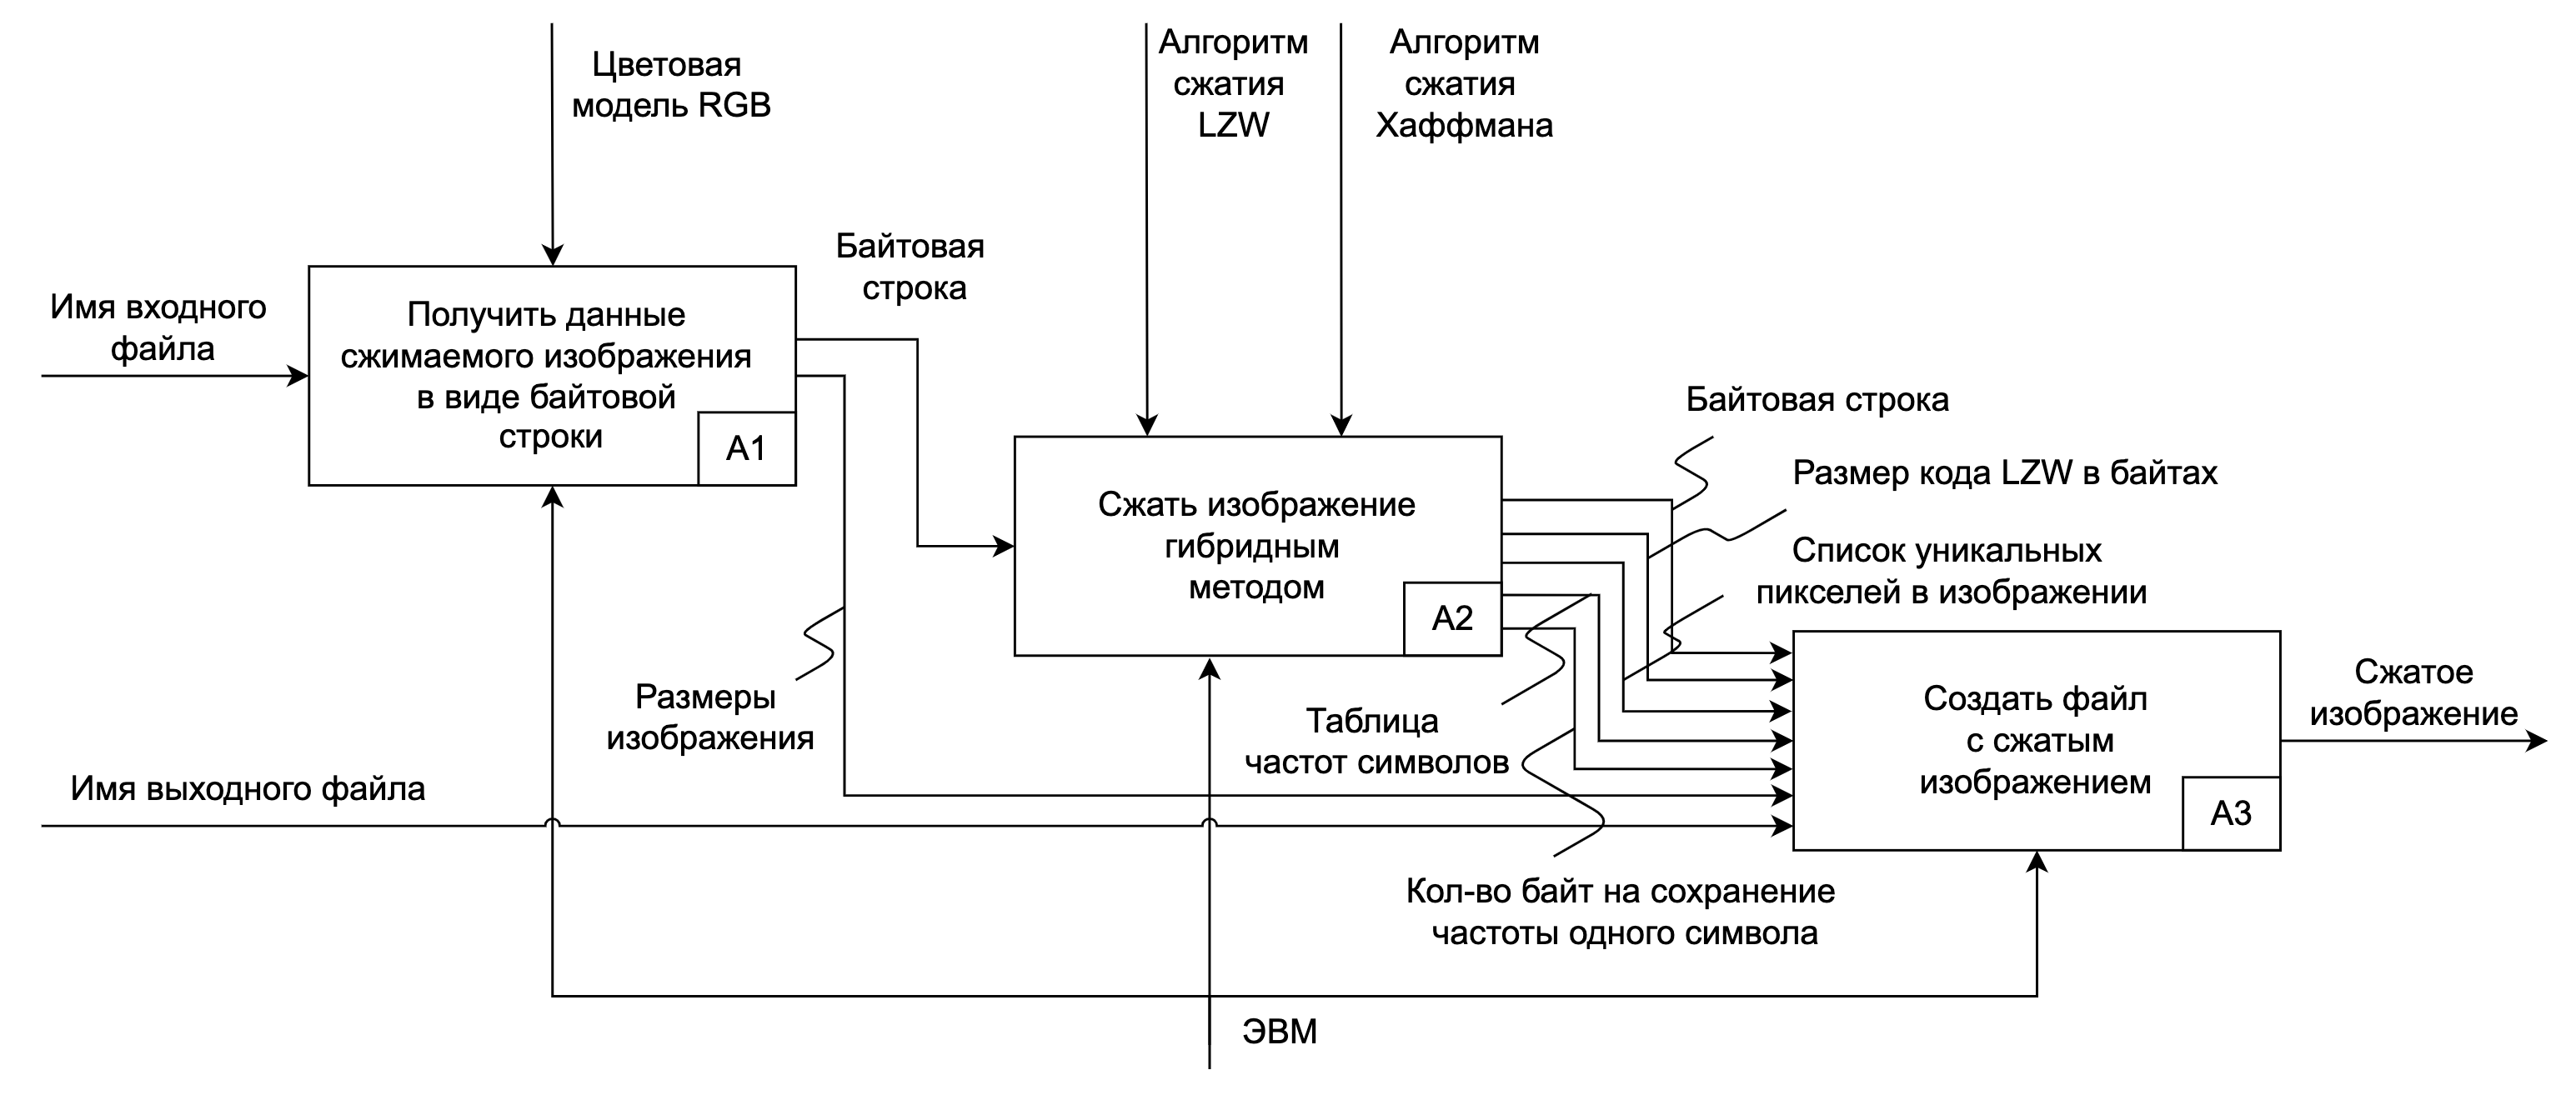 Цветовая
модель RGB
Алгоритм
сжатия
LZW
Алгоритм
сжатия
Хаффмана
Имя входного
файла
Получить данные
сжимаемого изображения
в виде байтовой
строки
А1
Байтовая
строка
Сжать изображение
гибридным
методом
А2
Байтовая строка
Размер кода LZW в байтах
Список уникальных
пикселей в изображении
Размеры
изображения
Таблица
частот символов
Создать файл
с сжатым
изображением
А3
Сжатое
изображение
Имя выходного файла
Кол-во байт на сохранение
частоты одного символа
ЭВМ